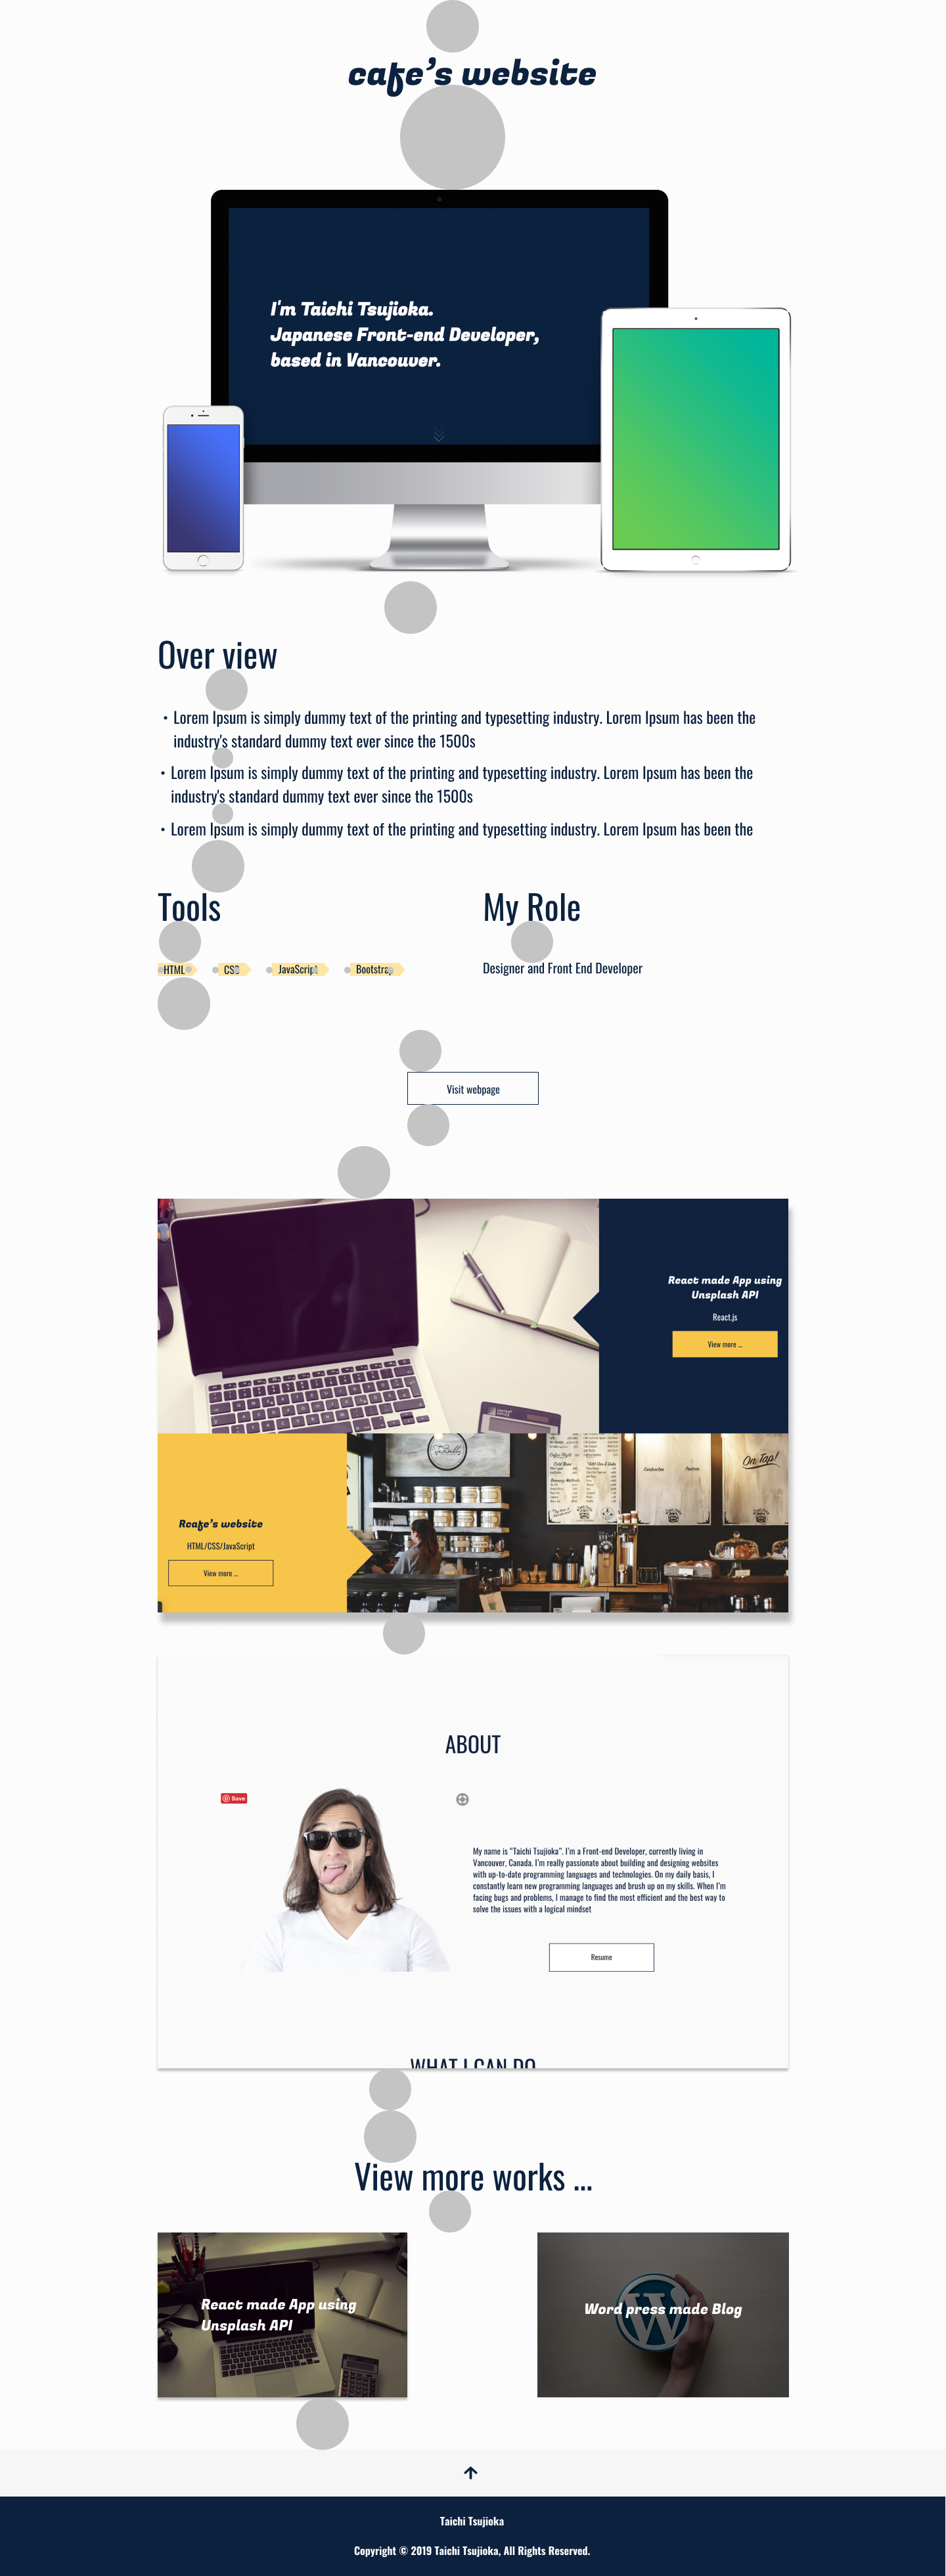 cafe's website
I'm Taichi Tsujioka.
Japanese Front-end Developer,
based in Vancouver.
Over view
・Lorem Ipsum is simply dummy text of the printing and typesetting industry. Lorem Ipsum has been the
industry's standard dummy text ever since the 1500s
・Lorem Ipsum is simply dummy text of the printing and typesetting industry. Lorem Ipsum has been the
industry's standard dummy text ever since the 1500s
・Lorem Ipsum is simply dummy text of the printing and typesetting industry. Lorem Ipsum has been the
Tools
HTML
CSS
JavaScript
Bootstrap
My Role
Designer and Front End Developer
Visit webpage
React made App using
Unsplash API
React.js
View more ...
Rcafe's website
HTML/CSS/JavaScript
View more ...
On Tap!
ABOUT
Save
My name is "Taichi Tsujioka". I'm a Front-end Developer, currently living in
Vancouver, Canada. I'm really passionate about building and designing websites
with up-to-date programming languages and technologies. On my daily basis, I
constantly learn new programming languages and brush up on my skills. When I'm
facing bugs and problems, I manage to find the most efficient and the best way to
solve the issues with a logical mindset
Resume
WHAT I CAN DO
View more works ...
React made App using
Unsplash API
Word press made Blog
Taichi Tsujioka
Copyright © 2019 Taichi Tsujioka, All Rights Reserved.